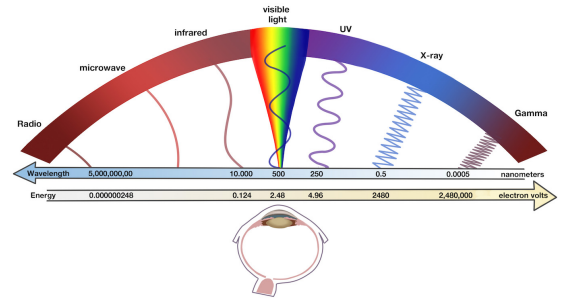 visible
light
infrared
UV
microwave
X-ray
Radio
Gamma
Wavelength 5,000,000,00 10.000 500 250 0.5 0.0005 nanometers
Energy 0.000000248 0.124 2.48 4.96 2480 2,480,000 electron volts